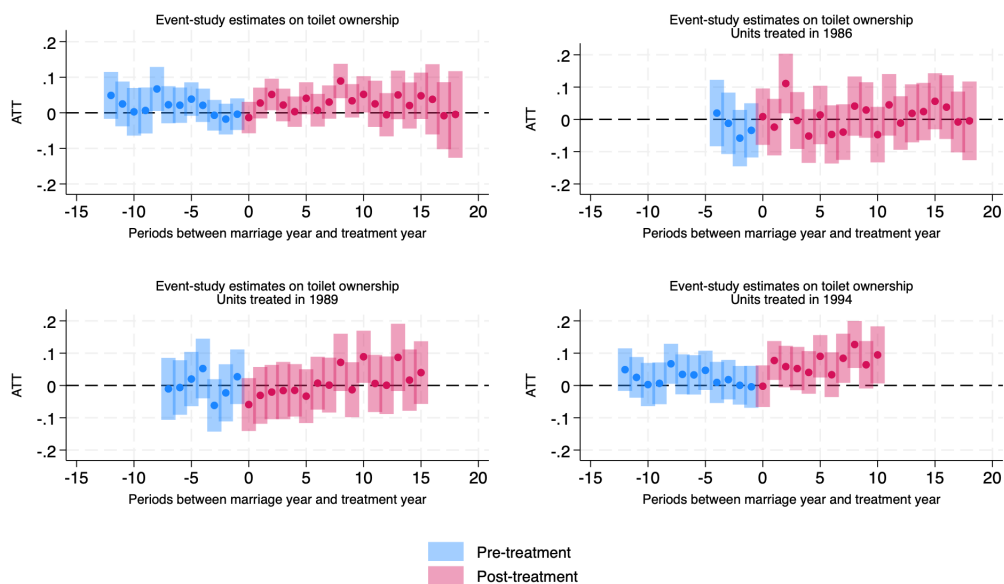 Event-study estimates on toilet ownership
.2
.1
0
-.1
-.2
ATT
-15 -10 -5 0 5 10 15 20
Periods between marriage year and treatment year
Event-study estimates on toilet ownership
Units treated in 1986
.2
.1
0
-.1
-.2
ATT
-15 -10 -5 0 5 10 15 20
Periods between marriage year and treatment year
Event-study estimates on toilet ownership
Units treated in 1989
.2
.1
0
-.1
-.2
ATT
-15 -10 -5 0 5 10 15 20
Periods between marriage year and treatment year
Event-study estimates on toilet ownership
Units treated in 1994
.2
.1
0
-.1
-.2
ATT
-15 -10 -5 0 5 10 15 20
Periods between marriage year and treatment year
Pre-treatment
Post-treatment